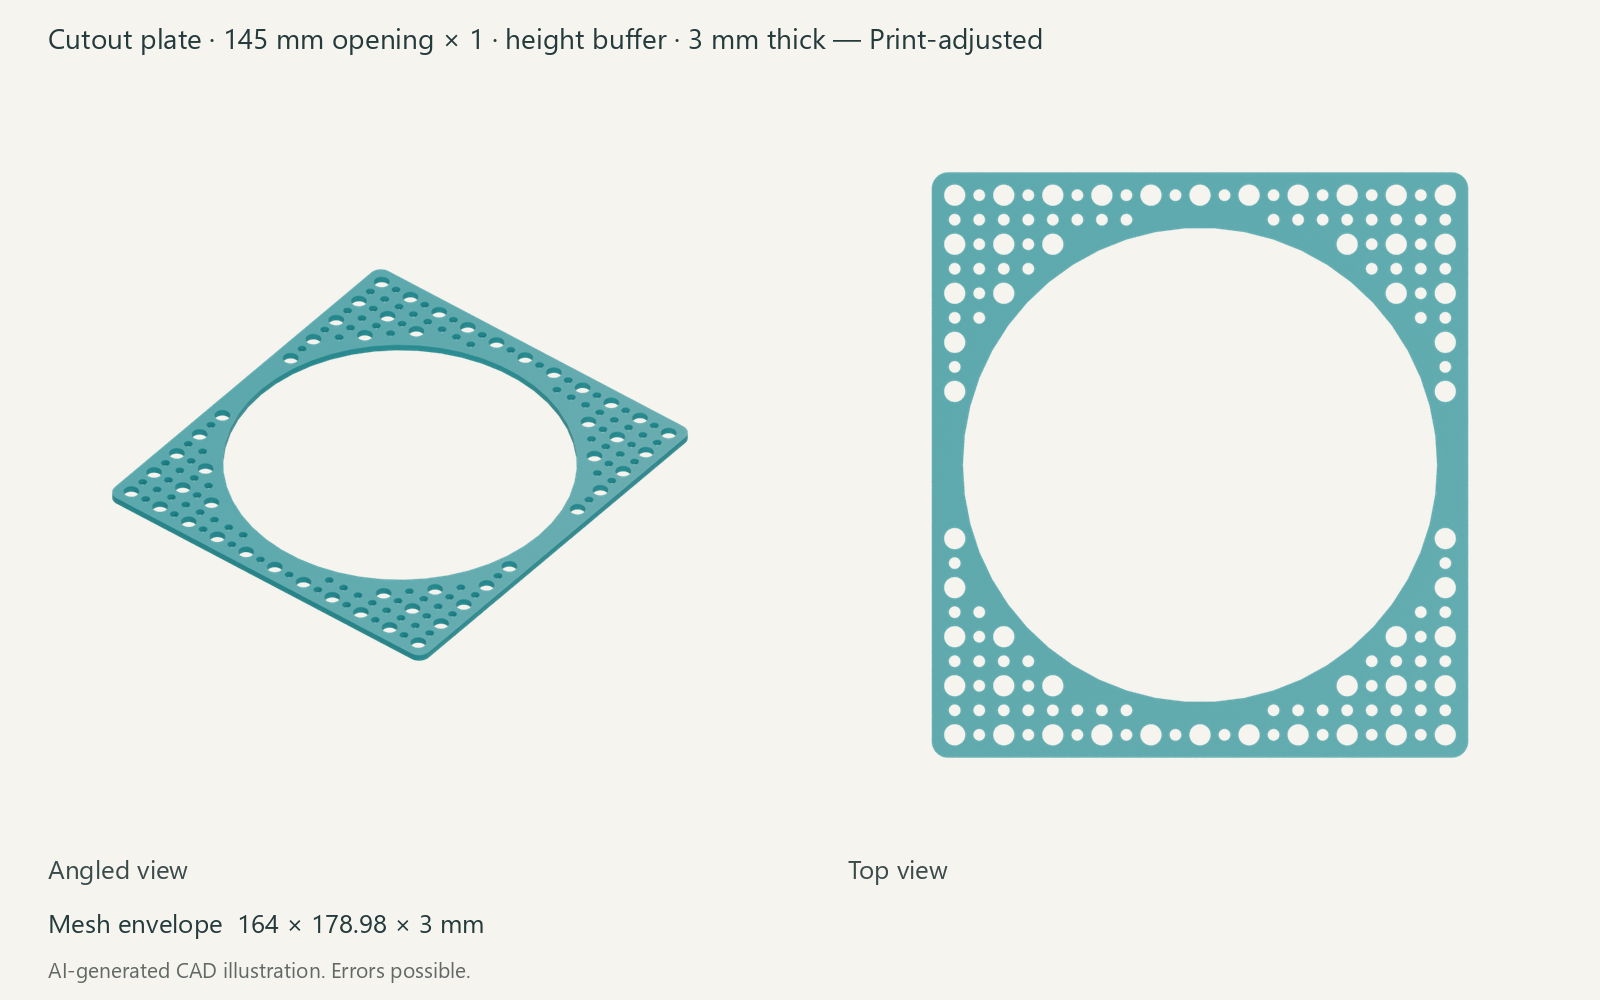 Cutout plate · 145 mm opening × 1 · height buffer · 3 mm thick — Print-adjusted
Angled view
Top view
Mesh envelope 164 × 178.98 × 3 mm
AI-generated CAD illustration. Errors possible.